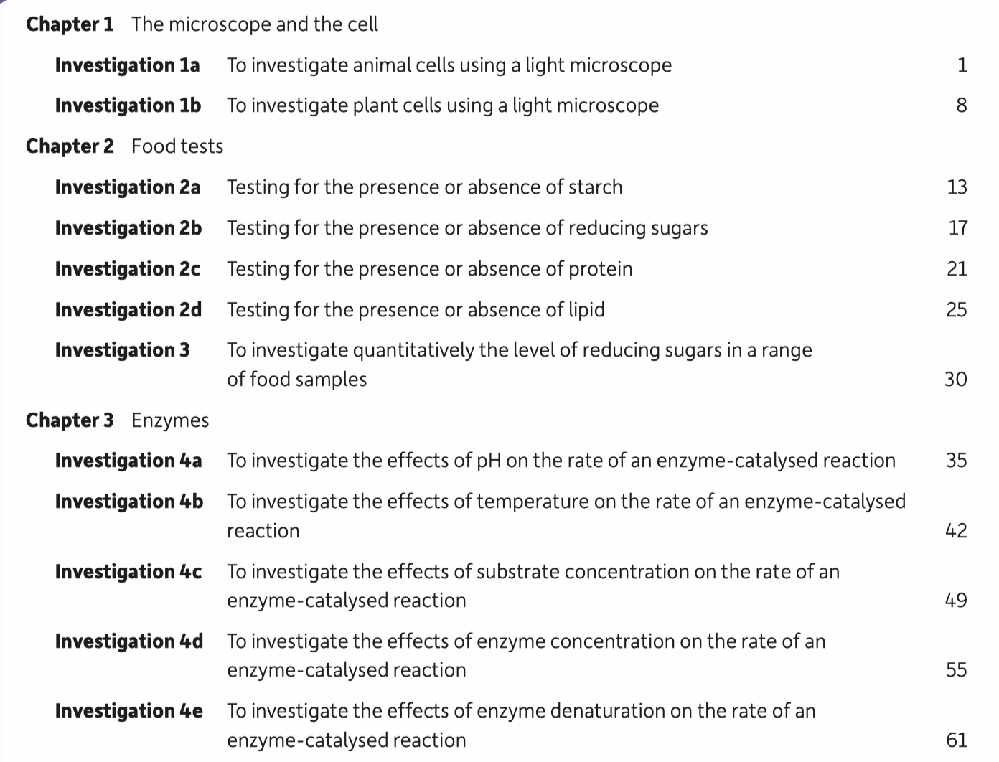 Chapter 1 The microscope and the cell
Investigation 1a To investigate animal cells using a light microscope 1
Investigation 1b To investigate plant cells using a light microscope 8
Chapter 2 Food tests
Investigation 2a Testing for the presence or absence of starch 13
Investigation 2b Testing for the presence or absence of reducing sugars 17
Investigation 2c Testing for the presence or absence of protein 21
Investigation 2d Testing for the presence or absence of lipid 25
Investigation 3 To investigate quantitatively the level of reducing sugars in a range
of food samples 30
Chapter 3 Enzymes
Investigation 4a To investigate the effects of pH on the rate of an enzyme-catalysed reaction 35
Investigation 4b To investigate the effects of temperature on the rate of an enzyme-catalysed
reaction 42
Investigation 4c To investigate the effects of substrate concentration on the rate of an
enzyme-catalysed reaction 49
Investigation 4d To investigate the effects of enzyme concentration on the rate of an
enzyme-catalysed reaction 55
Investigation 4e To investigate the effects of enzyme denaturation on the rate of an
enzyme-catalysed reaction 61